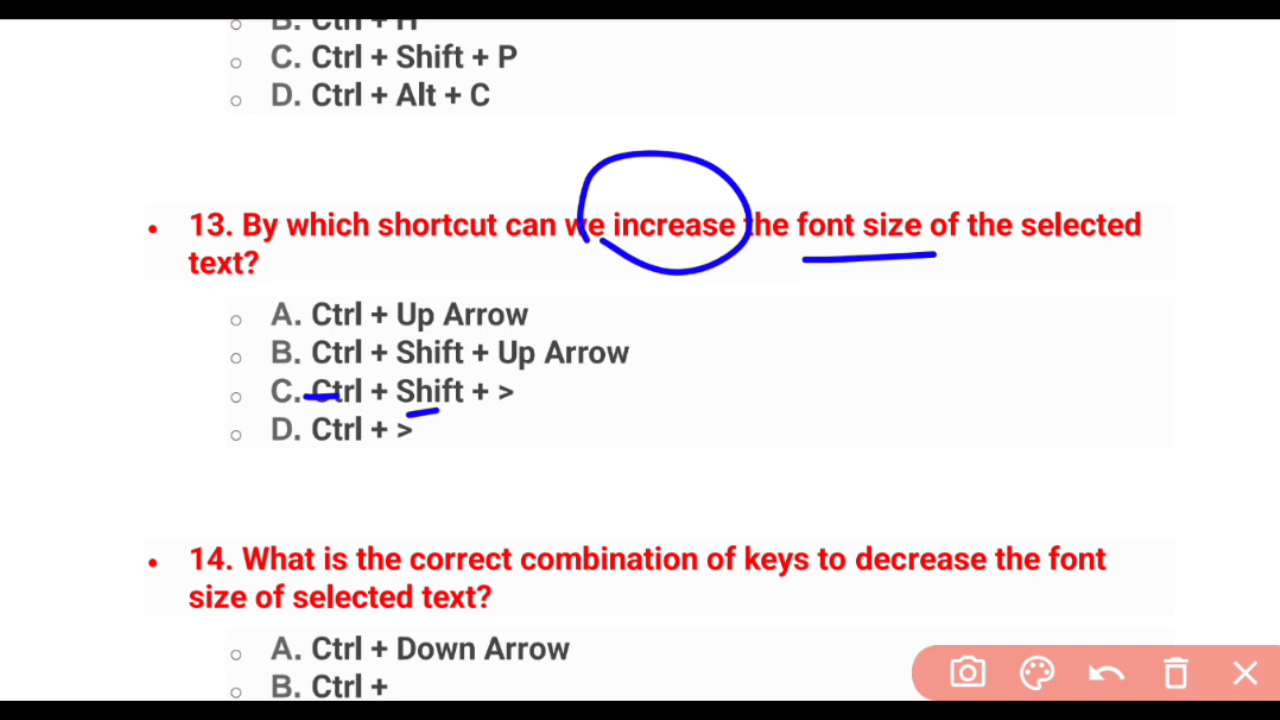 B. Ctrl + H
C. Ctrl + Shift + P
D. Ctrl + Alt + C
13. By which shortcut can we increase the font size of the selected
text?
A. Ctrl + Up Arrow
B. Ctrl + Shift + Up Arrow
C. Ctrl + Shift + >
D. Ctrl + >
14. What is the correct combination of keys to decrease the font
size of selected text?
A. Ctrl + Down Arrow
B. Ctrl +